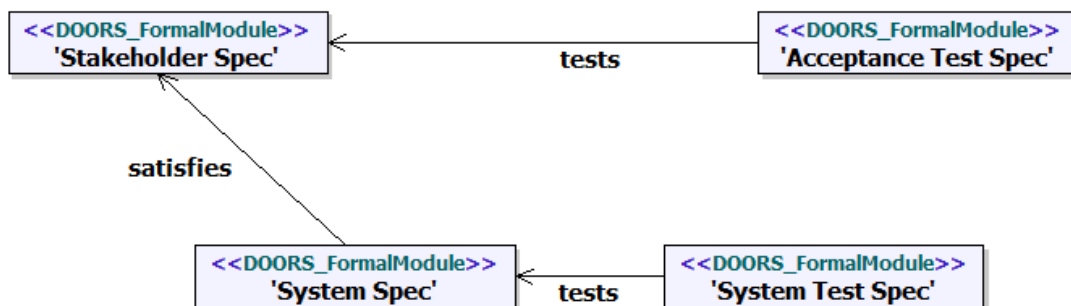 <<DOORS_FormalModule>>
'Stakeholder Spec'
<<DOORS_FormalModule>>
'Acceptance Test Spec'
tests
satisfies
<<DOORS_FormalModule>>
'System Spec'
<<DOORS_FormalModule>>
'System Test Spec'
tests